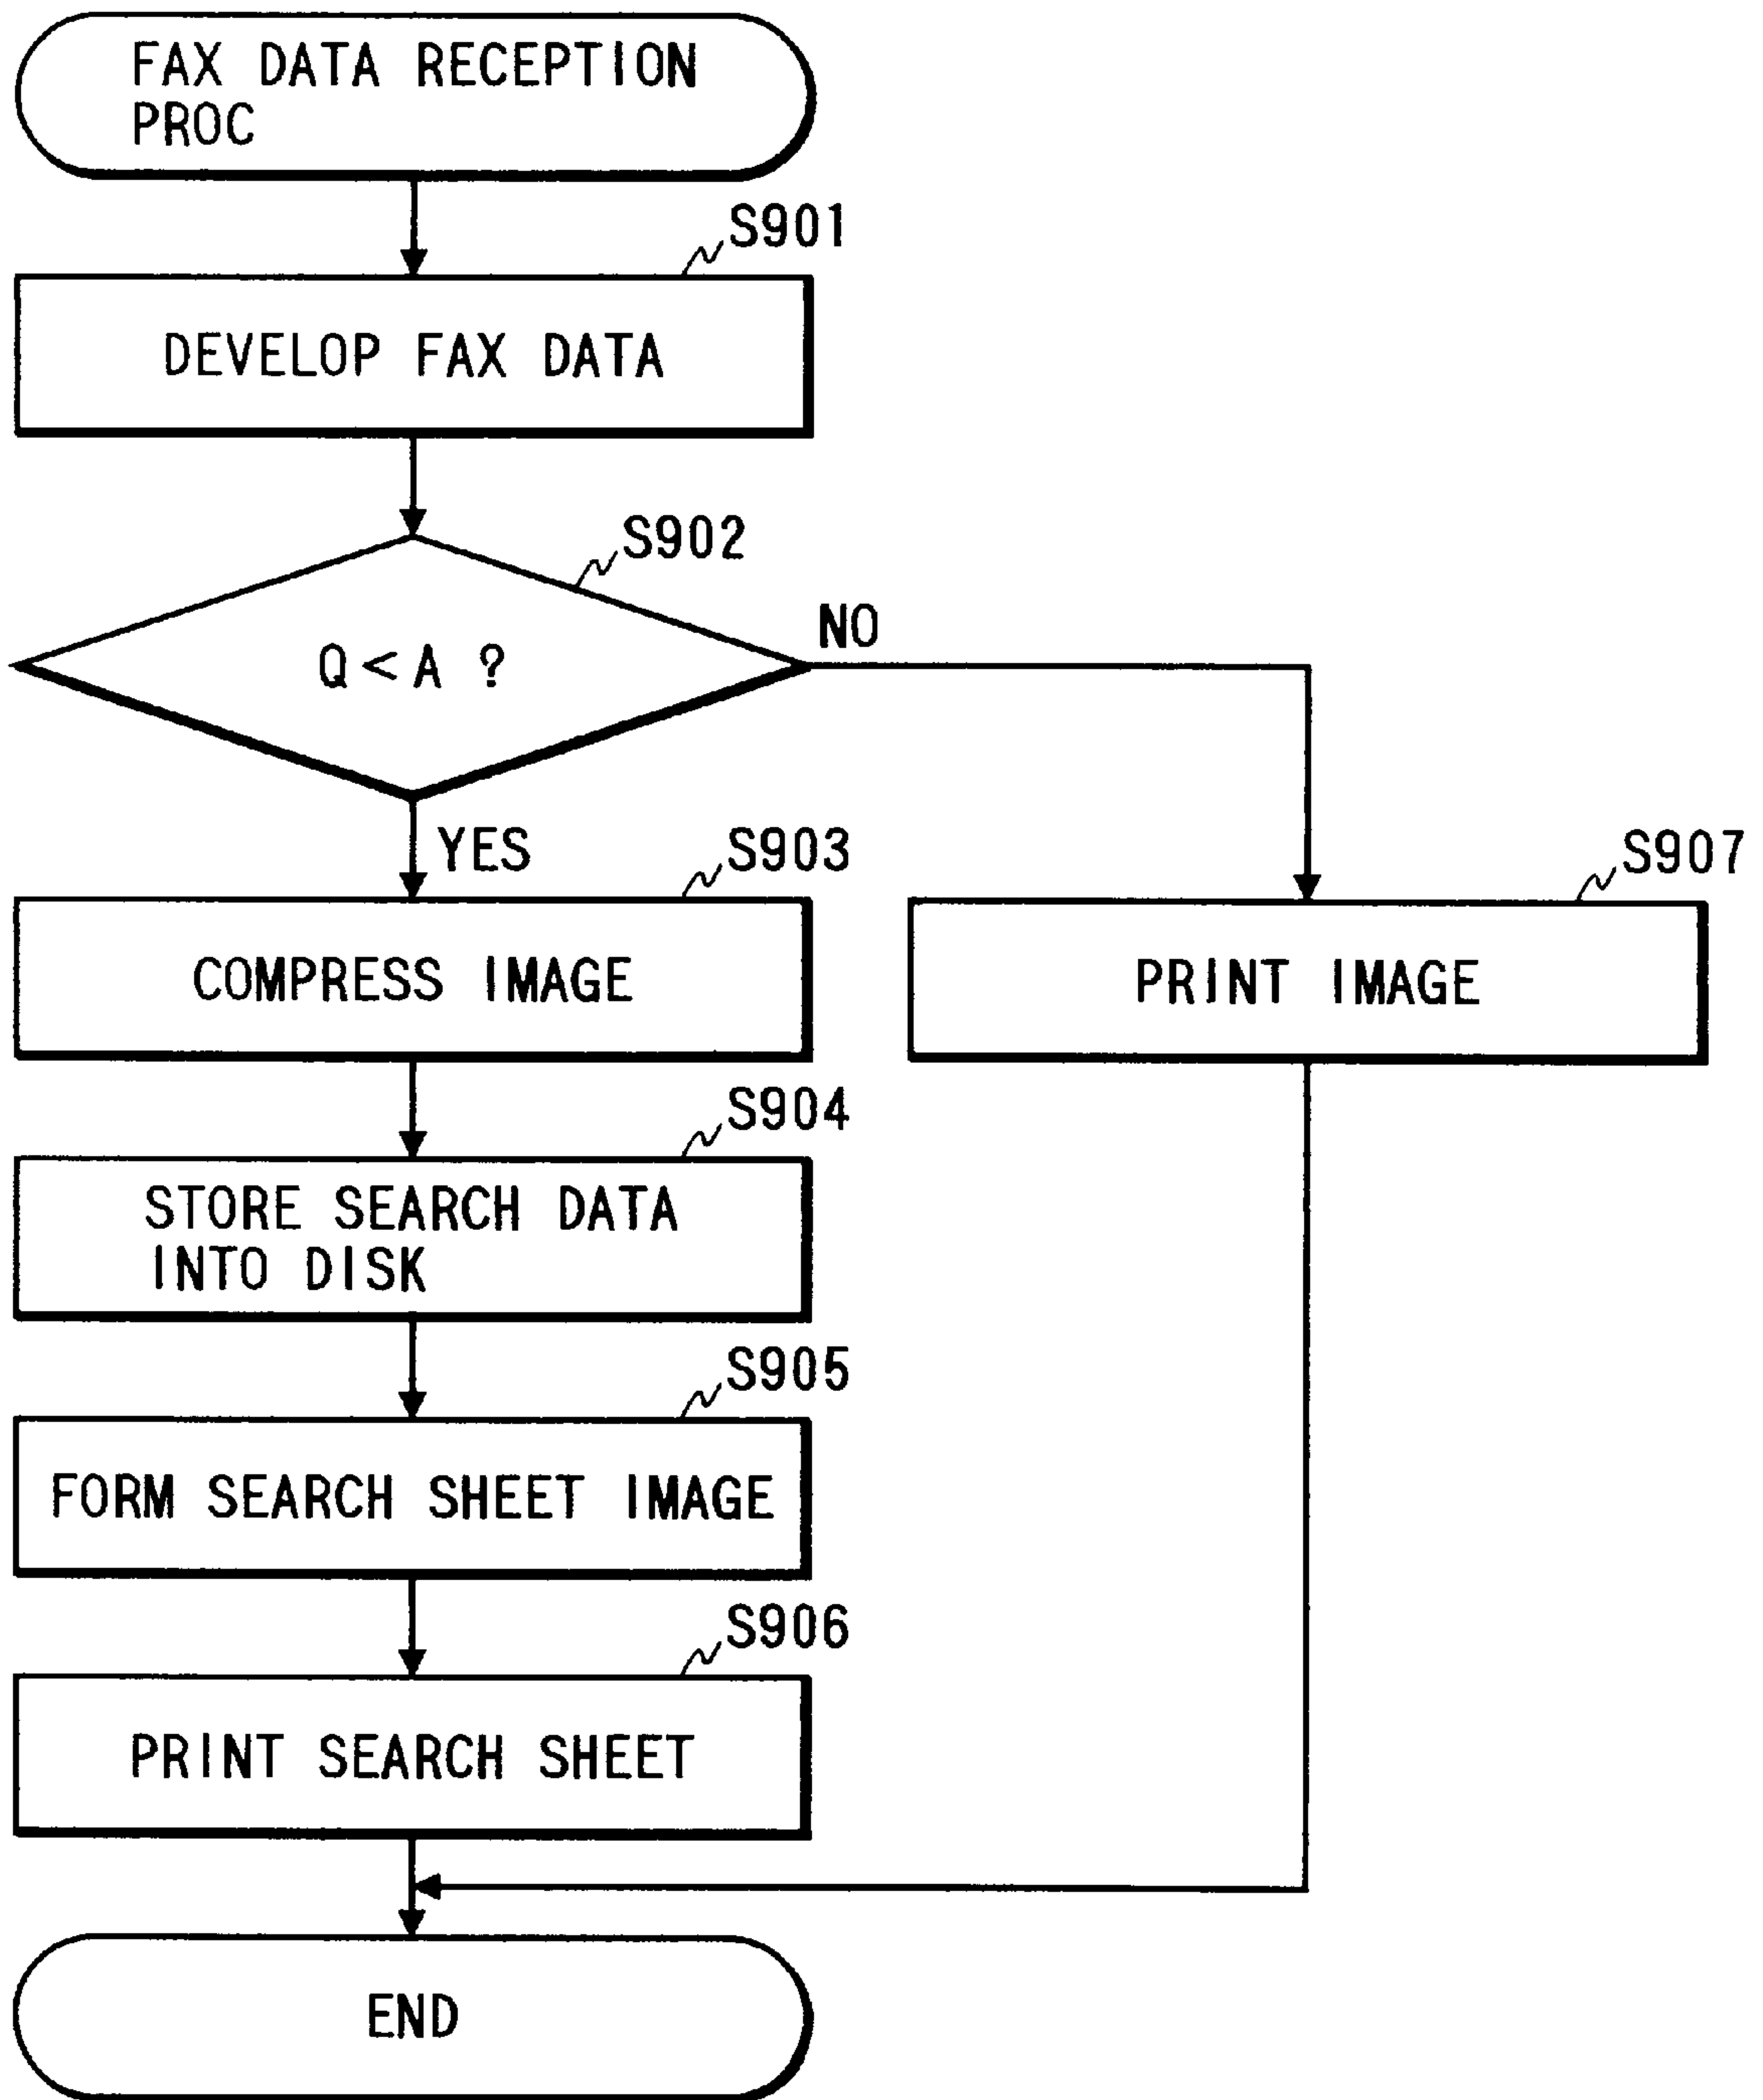 FAX DATA RECEPTION
PROC
S901
DEVELOP FAX DATA
S902
Q < A ?
NO
YES
S903
COMPRESS IMAGE
S907
PRINT IMAGE
S904
STORE SEARCH DATA
INTO DISK
S905
FORM SEARCH SHEET IMAGE
S906
PRINT SEARCH SHEET
END